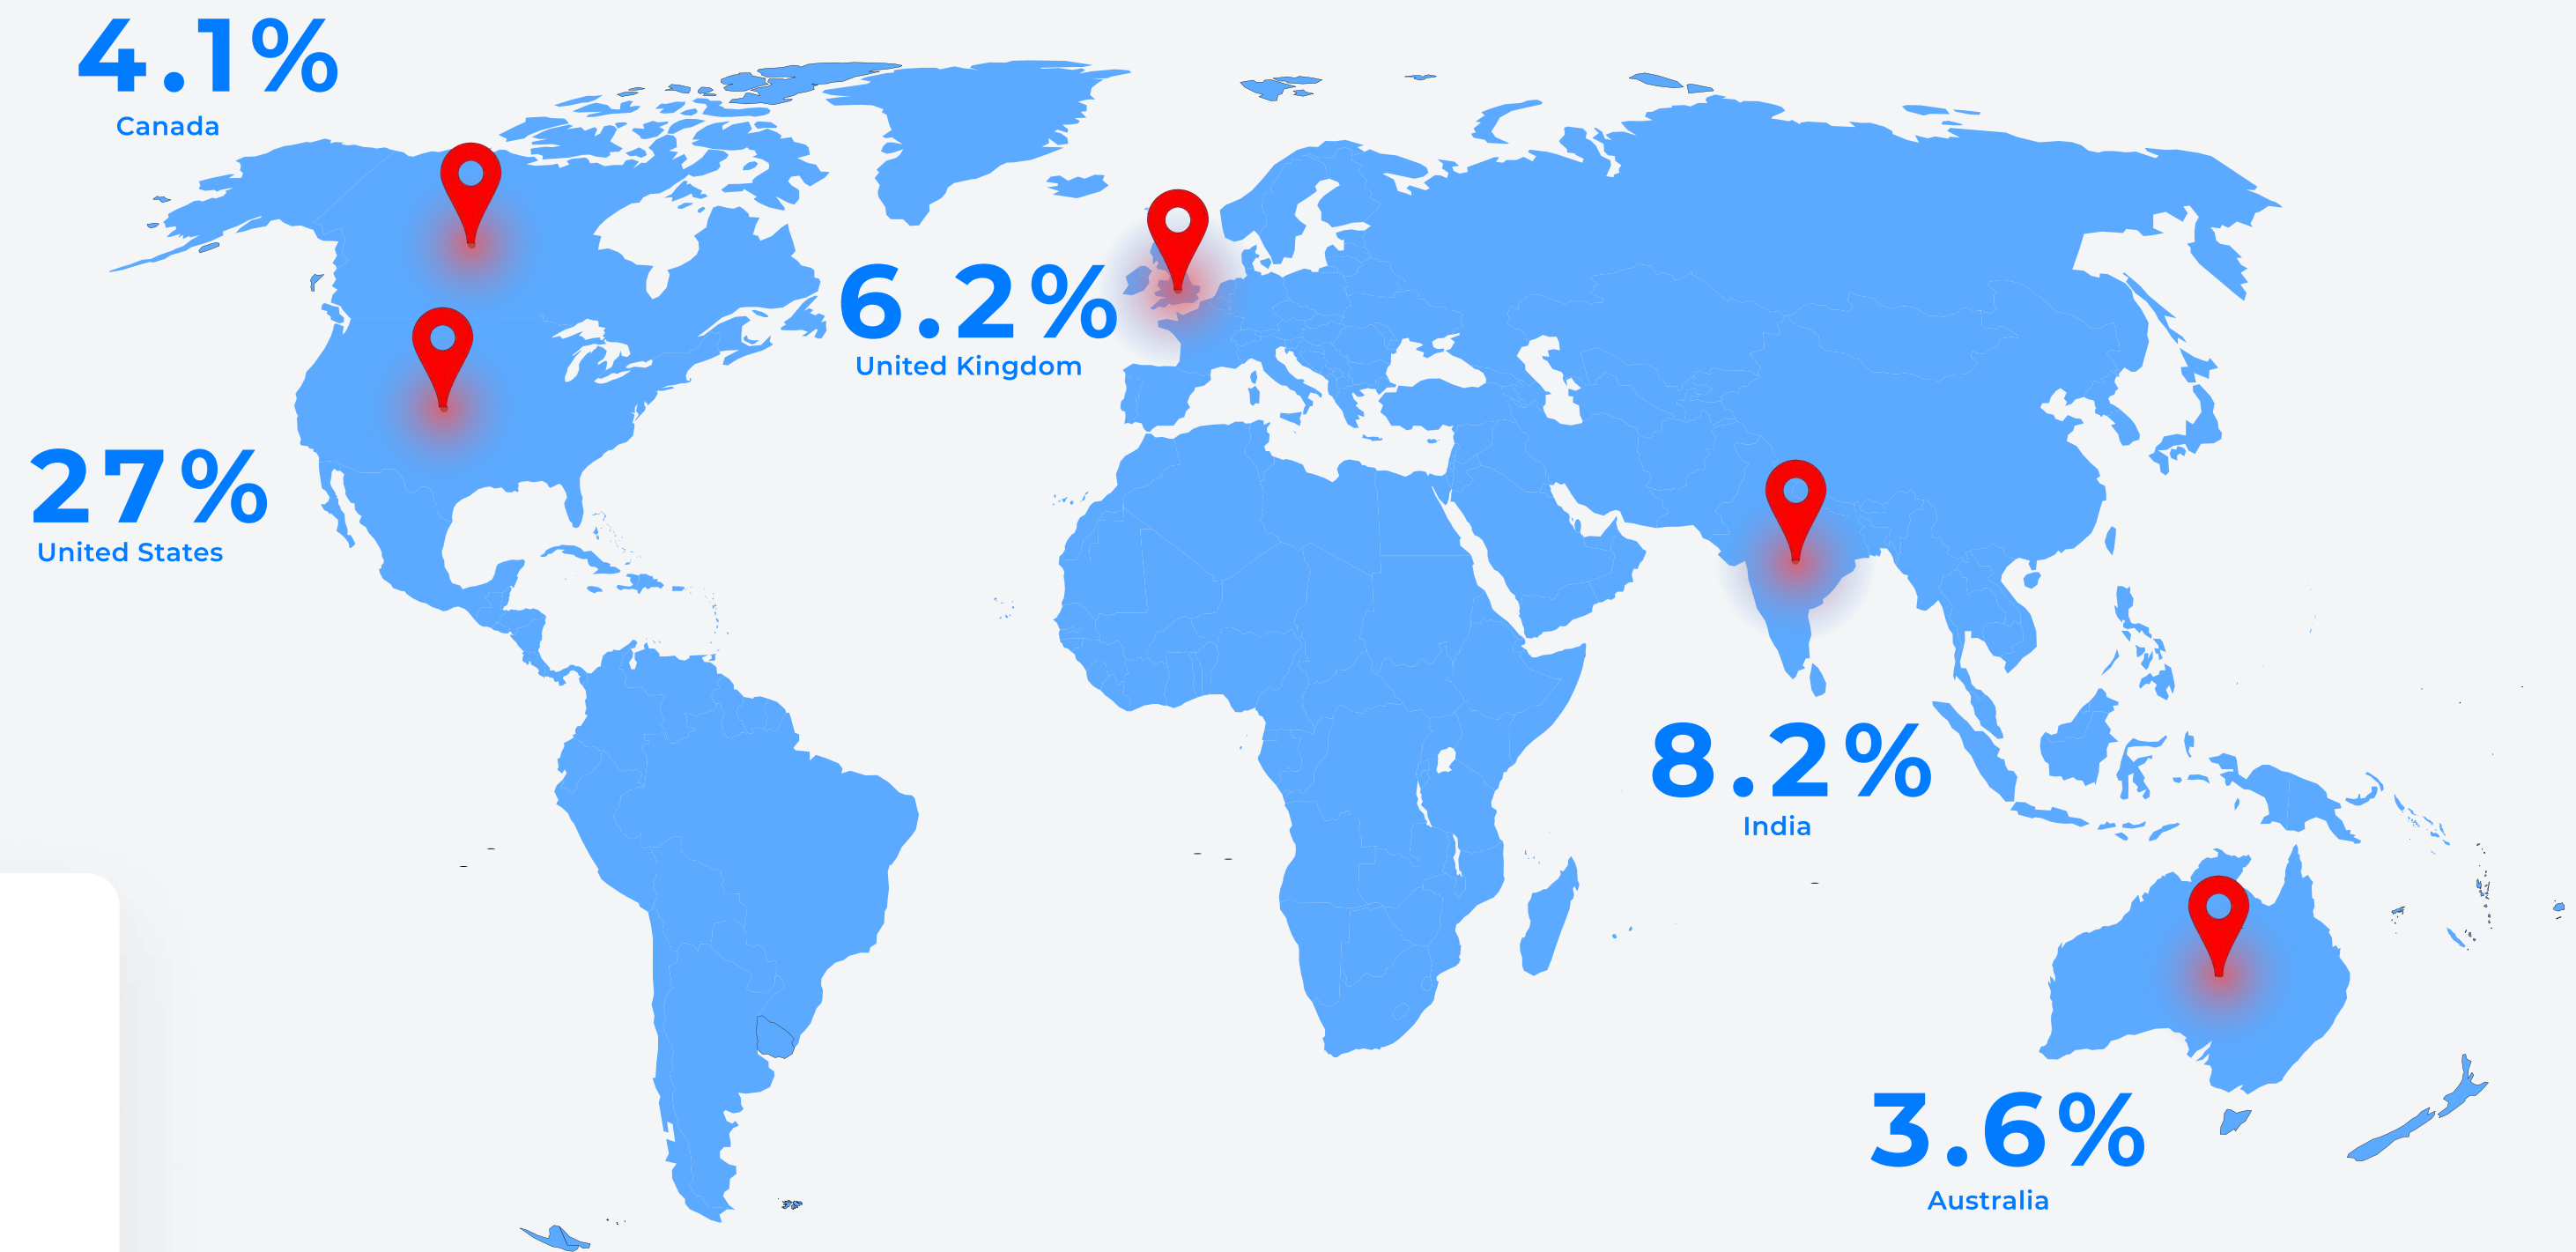 4.1%
Canada
6.2%
United Kingdom
27%
United States
8.2%
India
3.6%
Australia